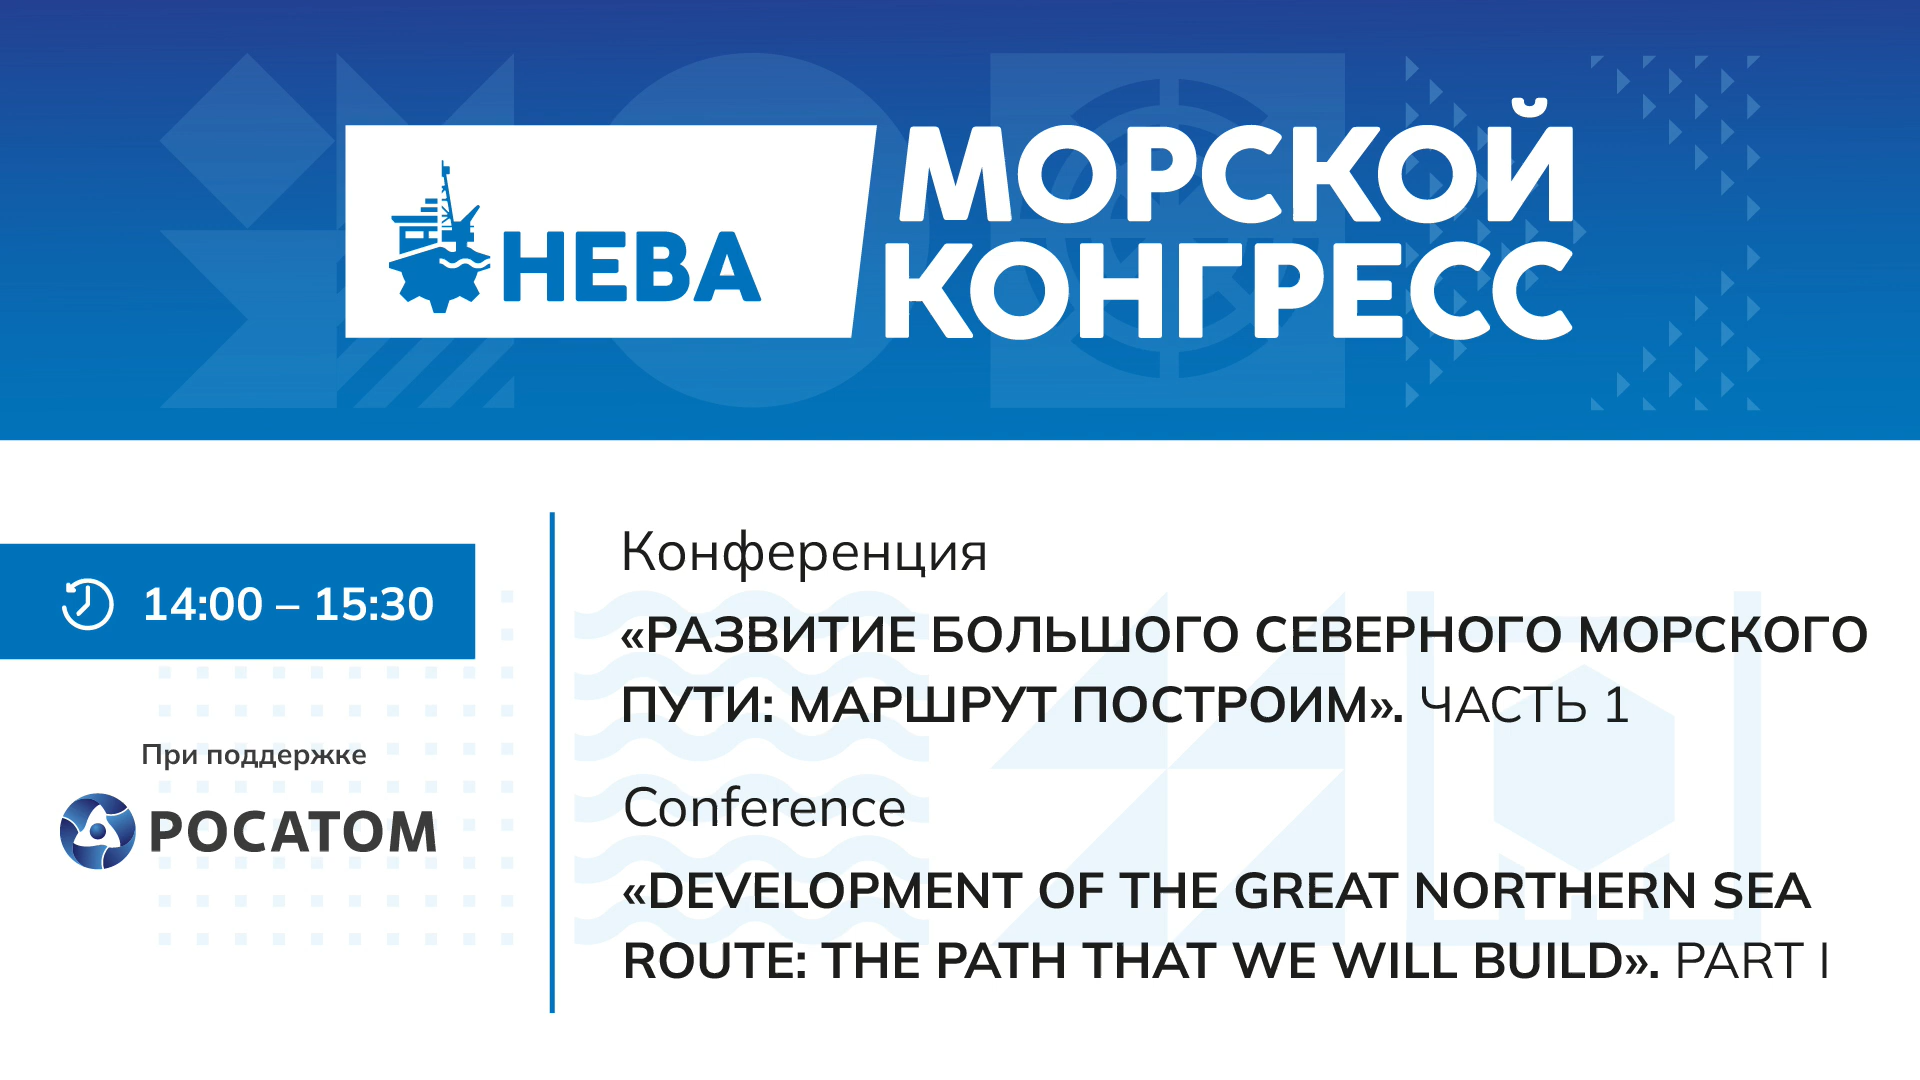 НЕВА
МОРСКОЙ
КОНГРЕСС
14:00 – 15:30
При поддержке
РОСАТОМ
Конференция
«РАЗВИТИЕ БОЛЬШОГО СЕВЕРНОГО МОРСКОГО
ПУТИ: МАРШРУТ ПОСТРОИМ». ЧАСТЬ 1
Conference
«DEVELOPMENT OF THE GREAT NORTHERN SEA
ROUTE: THE PATH THAT WE WILL BUILD». PART I